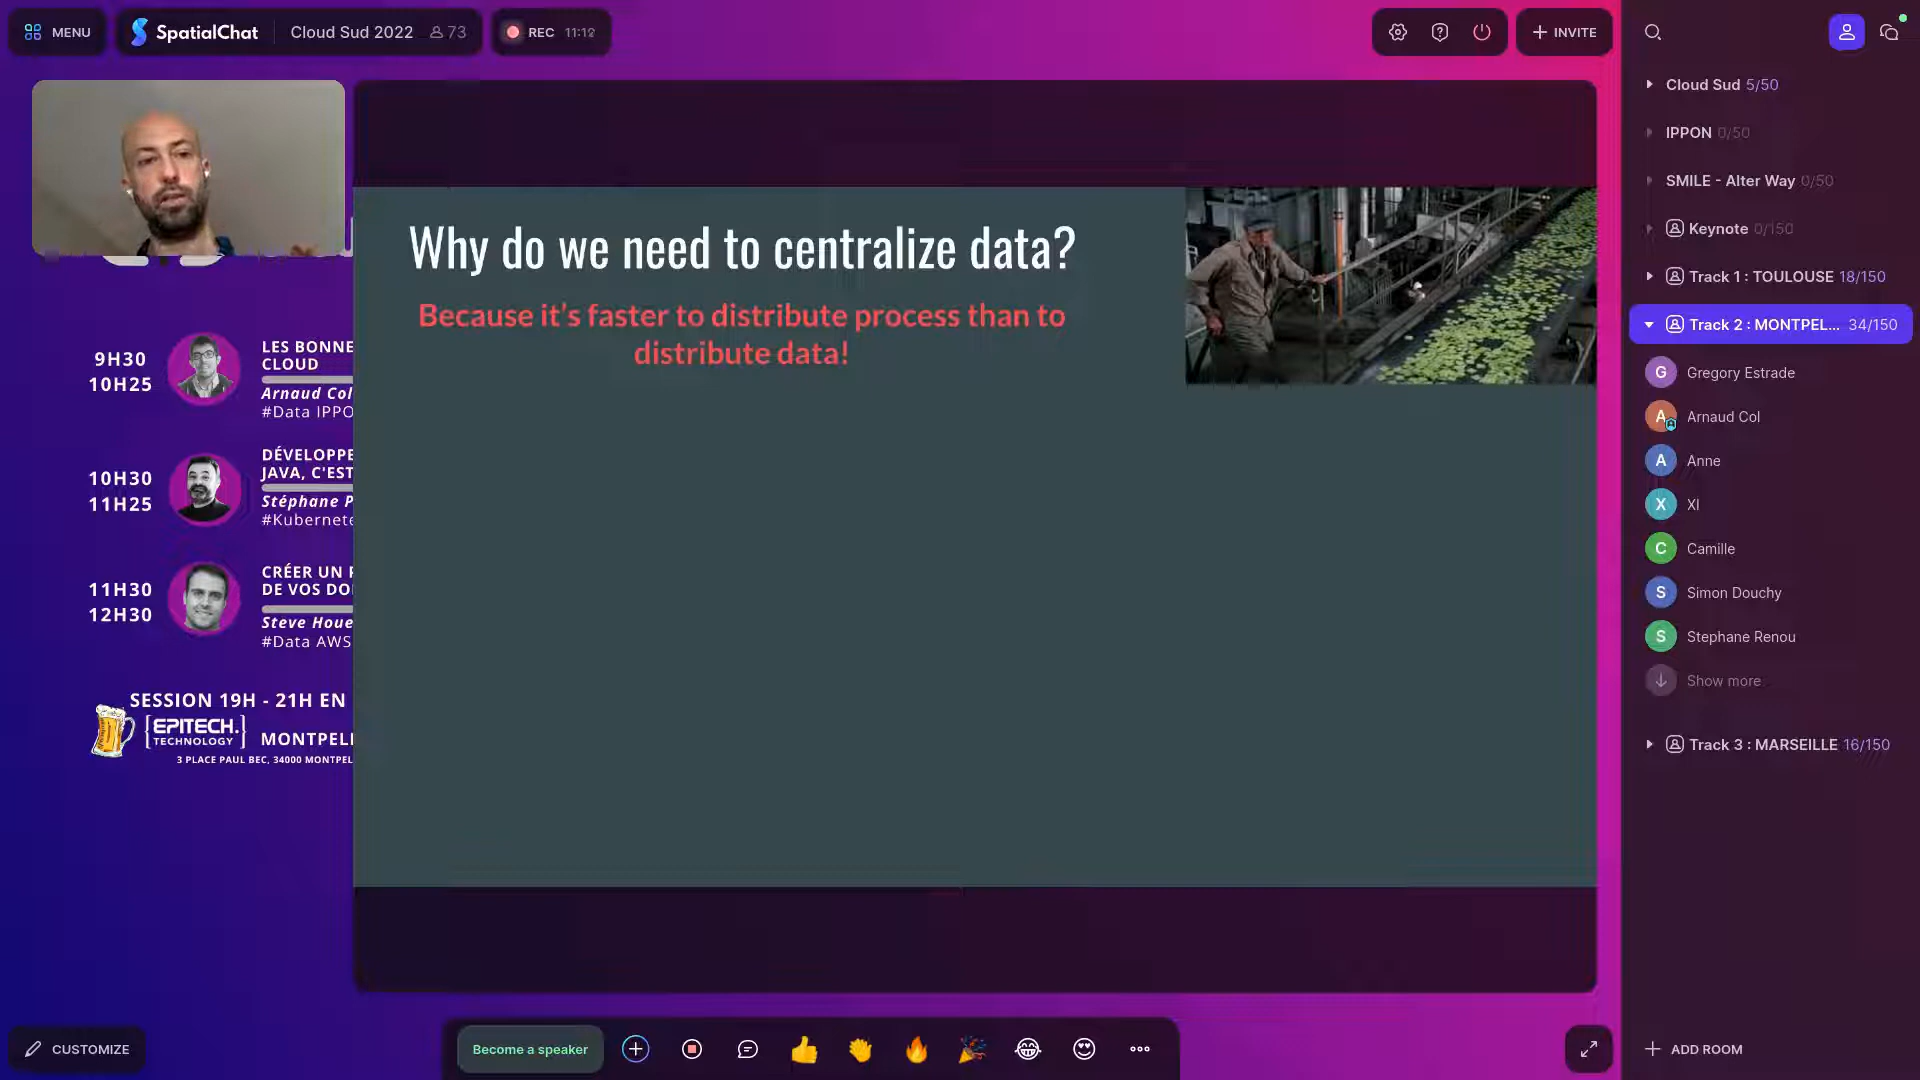 MENU
SpatialChat
Cloud Sud 2022
73
REC 11:12
INVITE
Cloud Sud 5/50
IPPON 0/50
SMILE - Alter Way 0/50
Keynote 0/150
Track 1 : TOULOUSE 18/150
Track 2 : MONTPEL... 34/150
G Gregory Estrade
A Arnaud Col
A Anne
X XI
C Camille
S Simon Douchy
S Stephane Renou
Show more
Track 3 : MARSEILLE 16/150
ADD ROOM
Why do we need to centralize data?
Because it's faster to distribute process than to
distribute data!
9H30
10H25
LES BONNE
CLOUD
Arnaud Col
#Data IPPO
10H30
11H25
DÉVELOPPE
JAVA, C'EST
Stéphane P
#Kubernete
11H30
12H30
CRÉER UN
DE VOS DO
Steve Houe
#Data AWS
SESSION 19H - 21H EN
[EPITECH.]
TECHNOLOGY
MONTPELL
3 PLACE PAUL BEC, 34000 MONTPEL
CUSTOMIZE
Become a speaker